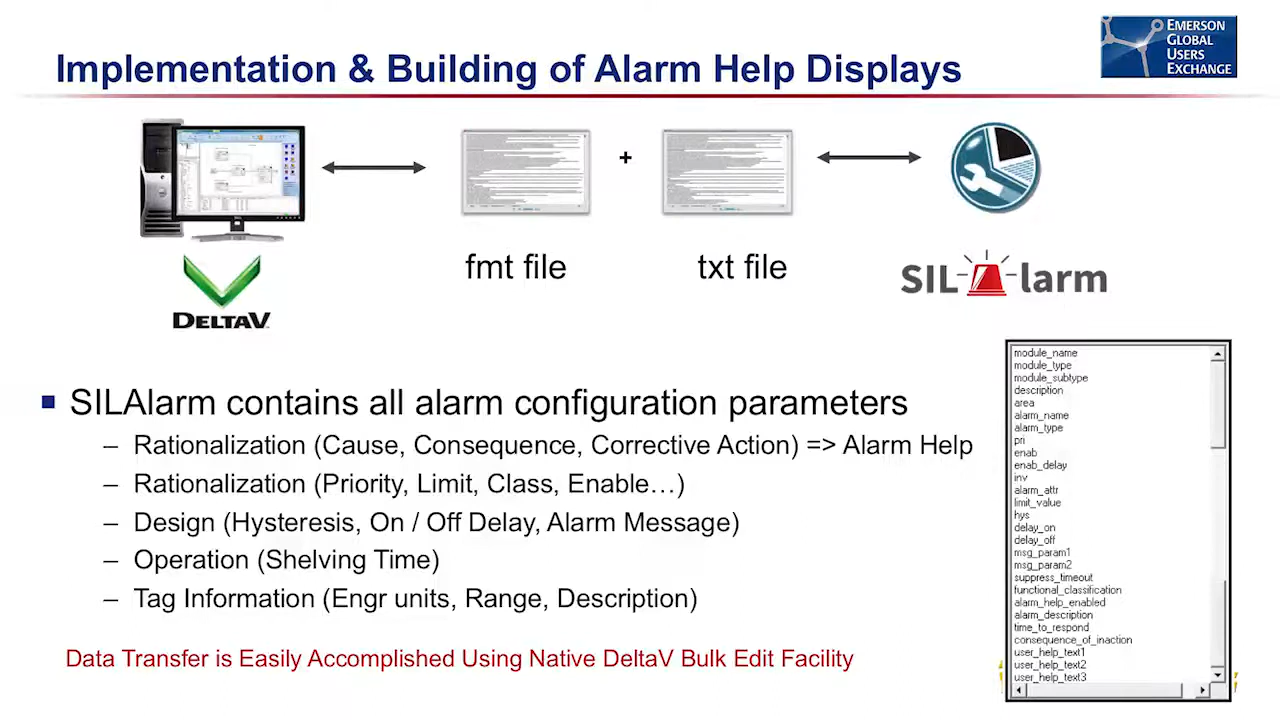 EMERSON
GLOBAL
USERS
EXCHANGE
Implementation & Building of Alarm Help Displays
+
fmt file
txt file
SIL larm
DELTAV
▪ SILAlarm contains all alarm configuration parameters
– Rationalization (Cause, Consequence, Corrective Action) => Alarm Help
– Rationalization (Priority, Limit, Class, Enable…)
– Design (Hysteresis, On / Off Delay, Alarm Message)
– Operation (Shelving Time)
– Tag Information (Engr units, Range, Description)
Data Transfer is Easily Accomplished Using Native DeltaV Bulk Edit Facility
module_name
module_type
module_subtype
description
area
alarm_name
alarm_type
pri
enab
enab_delay
inv
alarm_attr
limit_value
hys
delay_on
delay_off
msg_param1
msg_param2
suppress_timeout
functional_classification
alarm_help_enabled
alarm_description
time_to_respond
consequence_of_inaction
user_help_text1
user_help_text2
user_help_text3